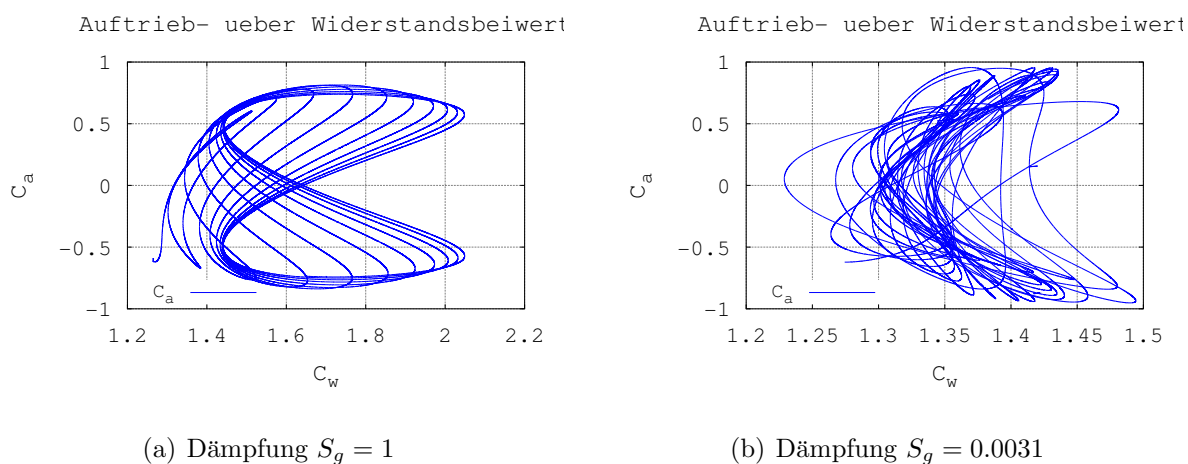 Auftrieb- ueber Widerstandsbeiwert
1
0.5
0
-0.5
-1
C_a
C_a
1.2 1.4 1.6 1.8 2 2.2
C_w
(a) Dämpfung S_g = 1
Auftrieb- ueber Widerstandsbeiwert
1
0.5
0
-0.5
-1
C_a
C_a
1.2 1.25 1.3 1.35 1.4 1.45 1.5
C_w
(b) Dämpfung S_g = 0.0031